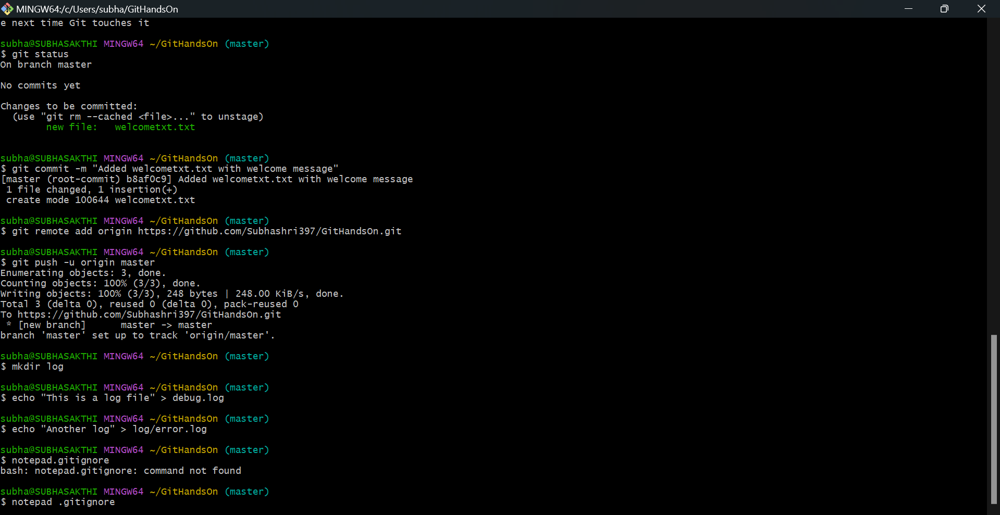 MINGW64:/c/Users/subha/GitHandsOn
e next time Git touches it
subha@SUBHASAKTHI MINGW64 ~/GitHandsOn (master)
$ git status
On branch master
No commits yet
Changes to be committed:
  (use "git rm --cached <file>..." to unstage)
        new file:   welcometxt.txt
subha@SUBHASAKTHI MINGW64 ~/GitHandsOn (master)
$ git commit -m "Added welcometxt.txt with welcome message"
[master (root-commit) b8af0c9] Added welcometxt.txt with welcome message
 1 file changed, 1 insertion(+)
 create mode 100644 welcometxt.txt
subha@SUBHASAKTHI MINGW64 ~/GitHandsOn (master)
$ git remote add origin https://github.com/Subhashri397/GitHandsOn.git
subha@SUBHASAKTHI MINGW64 ~/GitHandsOn (master)
$ git push -u origin master
Enumerating objects: 3, done.
Counting objects: 100% (3/3), done.
Writing objects: 100% (3/3), 248 bytes | 248.00 KiB/s, done.
Total 3 (delta 0), reused 0 (delta 0), pack-reused 0
To https://github.com/Subhashri397/GitHandsOn.git
 * [new branch]      master -> master
branch 'master' set up to track 'origin/master'.
subha@SUBHASAKTHI MINGW64 ~/GitHandsOn (master)
$ mkdir log
subha@SUBHASAKTHI MINGW64 ~/GitHandsOn (master)
$ echo "This is a log file" > debug.log
subha@SUBHASAKTHI MINGW64 ~/GitHandsOn (master)
$ echo "Another log" > log/error.log
subha@SUBHASAKTHI MINGW64 ~/GitHandsOn (master)
$ notepad.gitignore
bash: notepad.gitignore: command not found
subha@SUBHASAKTHI MINGW64 ~/GitHandsOn (master)
$ notepad .gitignore